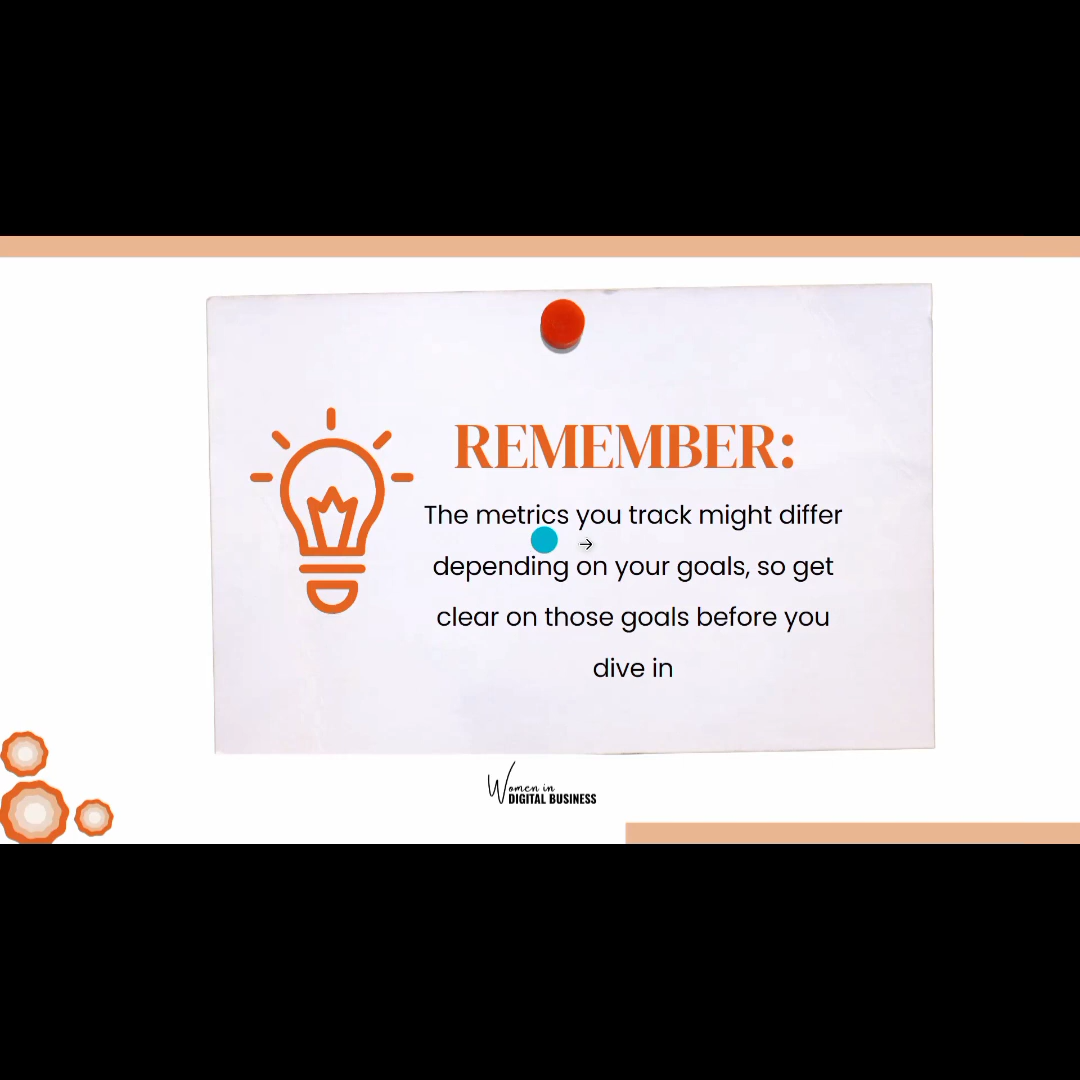 REMEMBER:
The metrics you track might differ
depending on your goals, so get
clear on those goals before you
dive in
Women in
DIGITAL BUSINESS